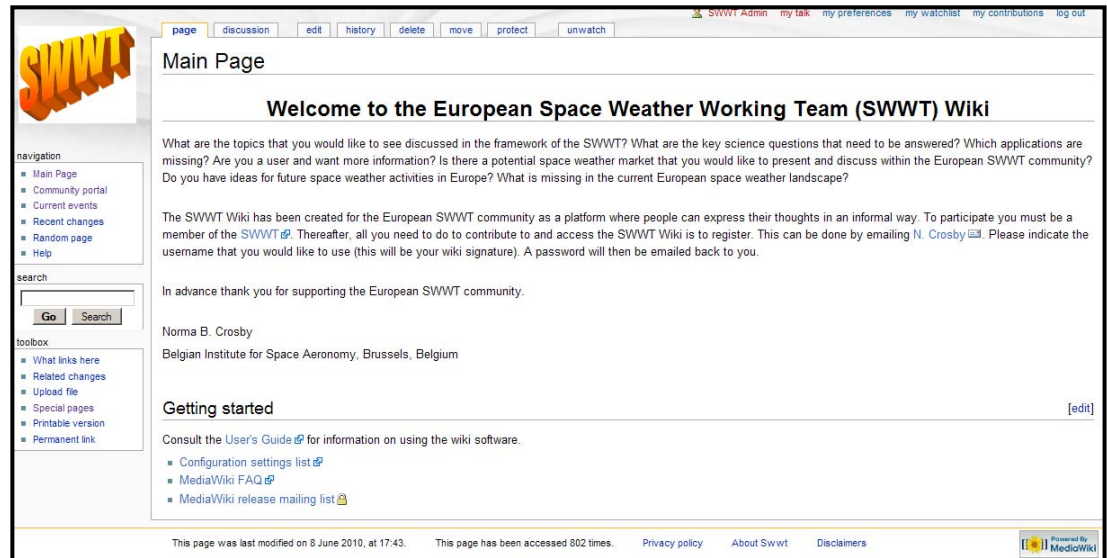 SWWT Admin my talk my preferences my watchlist my contributions log out
page discussion edit history delete move protect unwatch
SWWT
Main Page
Welcome to the European Space Weather Working Team (SWWT) Wiki
What are the topics that you would like to see discussed in the framework of the SWWT? What are the key science questions that need to be answered? Which applications are
missing? Are you a user and want more information? Is there a potential space weather market that you would like to present and discuss within the European SWWT community?
Do you have ideas for future space weather activities in Europe? What is missing in the current European space weather landscape?
The SWWT Wiki has been created for the European SWWT community as a platform where people can express their thoughts in an informal way. To participate you must be a
member of the SWWT. Thereafter, all you need to do to contribute to and access the SWWT Wiki is to register. This can be done by emailing N. Crosby. Please indicate the
username that you would like to use (this will be your wiki signature). A password will then be emailed back to you.
In advance thank you for supporting the European SWWT community.
Norma B. Crosby
Belgian Institute for Space Aeronomy, Brussels, Belgium
Getting started [edit]
Consult the User's Guide for information on using the wiki software.
Configuration settings list
MediaWiki FAQ
MediaWiki release mailing list
navigation
Main Page
Community portal
Current events
Recent changes
Random page
Help
search
Go Search
toolbox
What links here
Related changes
Upload file
Special pages
Printable version
Permanent link
This page was last modified on 8 June 2010, at 17:43. This page has been accessed 802 times. Privacy policy About Swwt Disclaimers
Powered By
MediaWiki